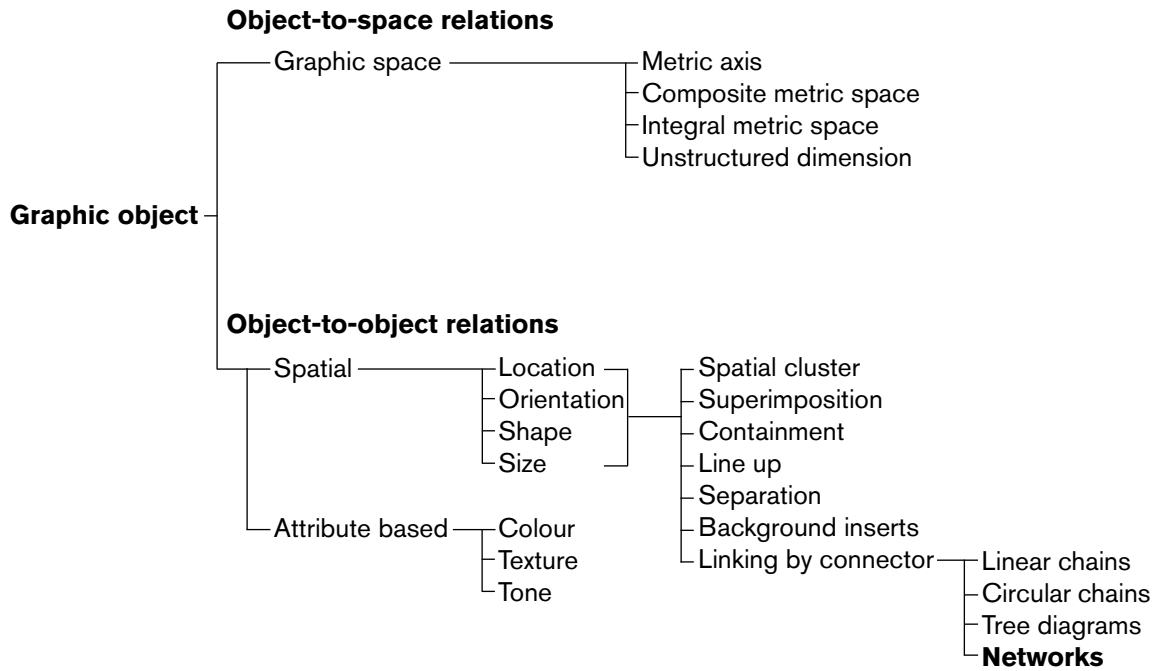 Object-to-space relations
Graphic space
Metric axis
Composite metric space
Integral metric space
Unstructured dimension
Graphic object
Object-to-object relations
Spatial
Location
Orientation
Shape
Size
Spatial cluster
Superimposition
Containment
Line up
Separation
Background inserts
Linking by connector
Attribute based
Colour
Texture
Tone
Linear chains
Circular chains
Tree diagrams
Networks